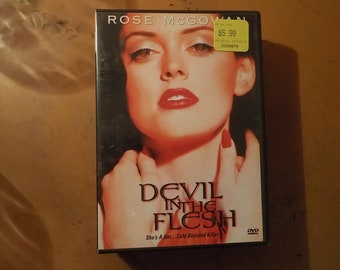 ROSE McGOWAN
$5.99
DEVIL
IN THE
FLESH
She's A Hot... Cold Blooded Killer
DVD